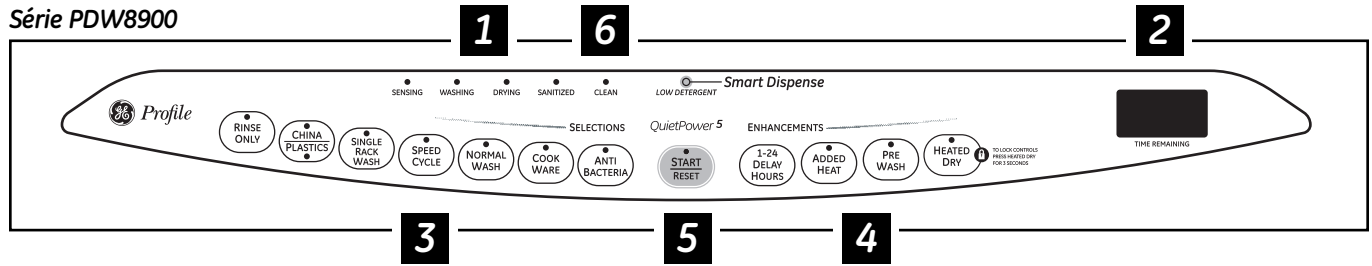 Série PDW8900
1
6
2
SENSING
WASHING
DRYING
SANITIZED
CLEAN
LOW DETERGENT
Smart Dispense
GE Profile
SELECTIONS
QuietPower 5
ENHANCEMENTS
TIME REMAINING
RINSE
ONLY
CHINA
PLASTICS
SINGLE
RACK
WASH
SPEED
CYCLE
NORMAL
WASH
COOK
WARE
ANTI
BACTERIA
START
RESET
1-24
DELAY
HOURS
ADDED
HEAT
PRE
WASH
HEATED
DRY
TO LOCK CONTROLS
PRESS HEATED DRY
FOR 3 SECONDS
3
5
4